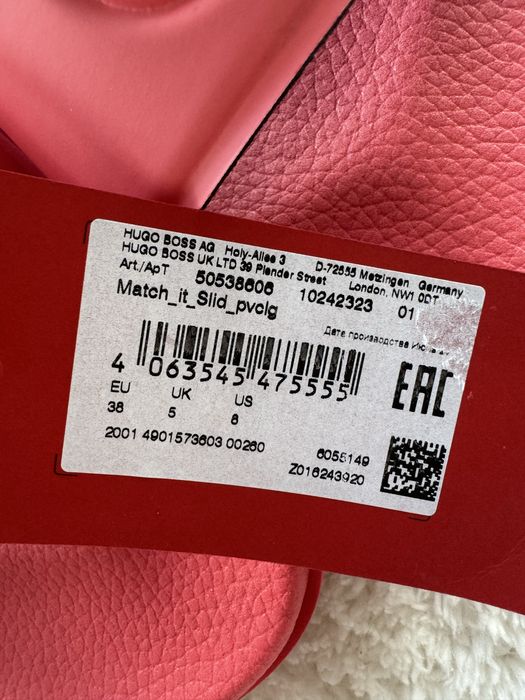 HUGO BOSS AG Holy-Allee 3 D-72555 Metzingen Germany
HUGO BOSS UK LTD 39 Plender Street London, NW1 0DT
Art./ApT 50538606 10242323 01
Match_it_Slid_pvclg
Дата производства
4 063545 475555
EAC
EU UK US
38 5 8
2001 4901573603 00260
6055149
Z016243920